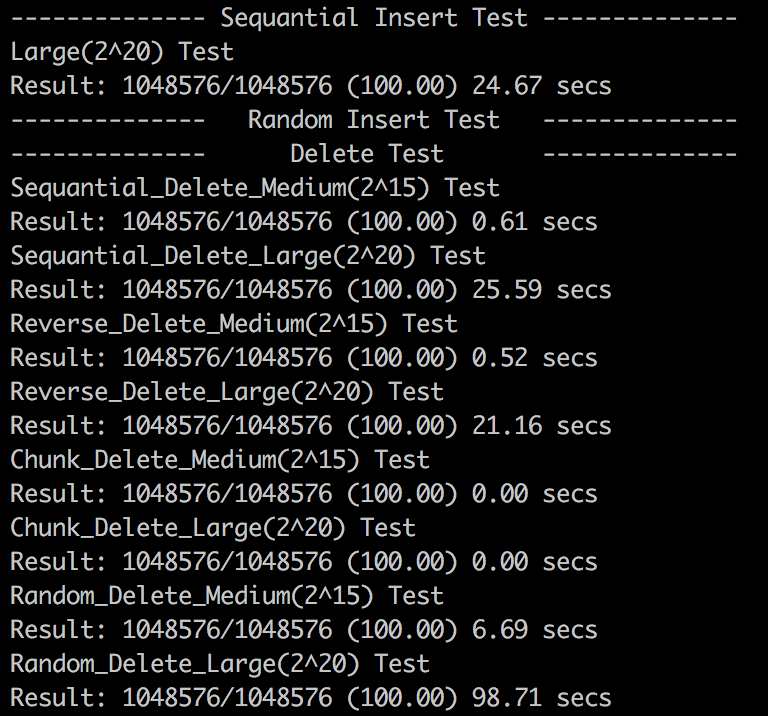 -------------- Sequantial Insert Test --------------
Large(2^20) Test
Result: 1048576/1048576 (100.00) 24.67 secs
--------------   Random Insert Test   --------------
--------------      Delete Test       --------------
Sequantial_Delete_Medium(2^15) Test
Result: 1048576/1048576 (100.00) 0.61 secs
Sequantial_Delete_Large(2^20) Test
Result: 1048576/1048576 (100.00) 25.59 secs
Reverse_Delete_Medium(2^15) Test
Result: 1048576/1048576 (100.00) 0.52 secs
Reverse_Delete_Large(2^20) Test
Result: 1048576/1048576 (100.00) 21.16 secs
Chunk_Delete_Medium(2^15) Test
Result: 1048576/1048576 (100.00) 0.00 secs
Chunk_Delete_Large(2^20) Test
Result: 1048576/1048576 (100.00) 0.00 secs
Random_Delete_Medium(2^15) Test
Result: 1048576/1048576 (100.00) 6.69 secs
Random_Delete_Large(2^20) Test
Result: 1048576/1048576 (100.00) 98.71 secs